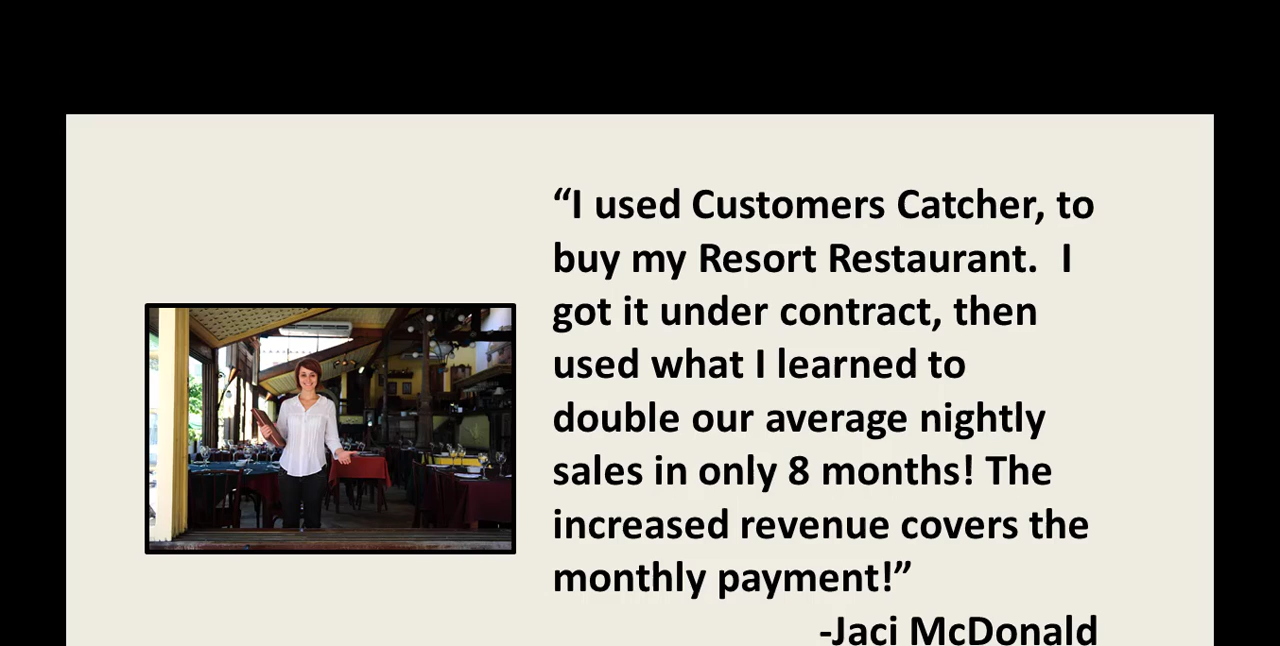 “I used Customers Catcher, to
buy my Resort Restaurant.  I
got it under contract, then
used what I learned to
double our average nightly
sales in only 8 months! The
increased revenue covers the
monthly payment!”
-Jaci McDonald